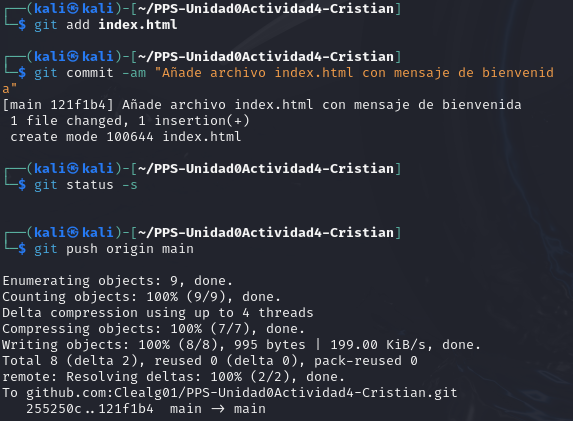 ┌──(kali㉿kali)-[~/PPS-Unidad0Actividad4-Cristian]
└─$ git add index.html
┌──(kali㉿kali)-[~/PPS-Unidad0Actividad4-Cristian]
└─$ git commit -am "Añade archivo index.html con mensaje de bienvenid
a"
[main 121f1b4] Añade archivo index.html con mensaje de bienvenida
 1 file changed, 1 insertion(+)
 create mode 100644 index.html
┌──(kali㉿kali)-[~/PPS-Unidad0Actividad4-Cristian]
└─$ git status -s
┌──(kali㉿kali)-[~/PPS-Unidad0Actividad4-Cristian]
└─$ git push origin main
Enumerating objects: 9, done.
Counting objects: 100% (9/9), done.
Delta compression using up to 4 threads
Compressing objects: 100% (7/7), done.
Writing objects: 100% (8/8), 995 bytes | 199.00 KiB/s, done.
Total 8 (delta 2), reused 0 (delta 0), pack-reused 0
remote: Resolving deltas: 100% (2/2), done.
To github.com:Clealg01/PPS-Unidad0Actividad4-Cristian.git
   255250c..121f1b4  main -> main